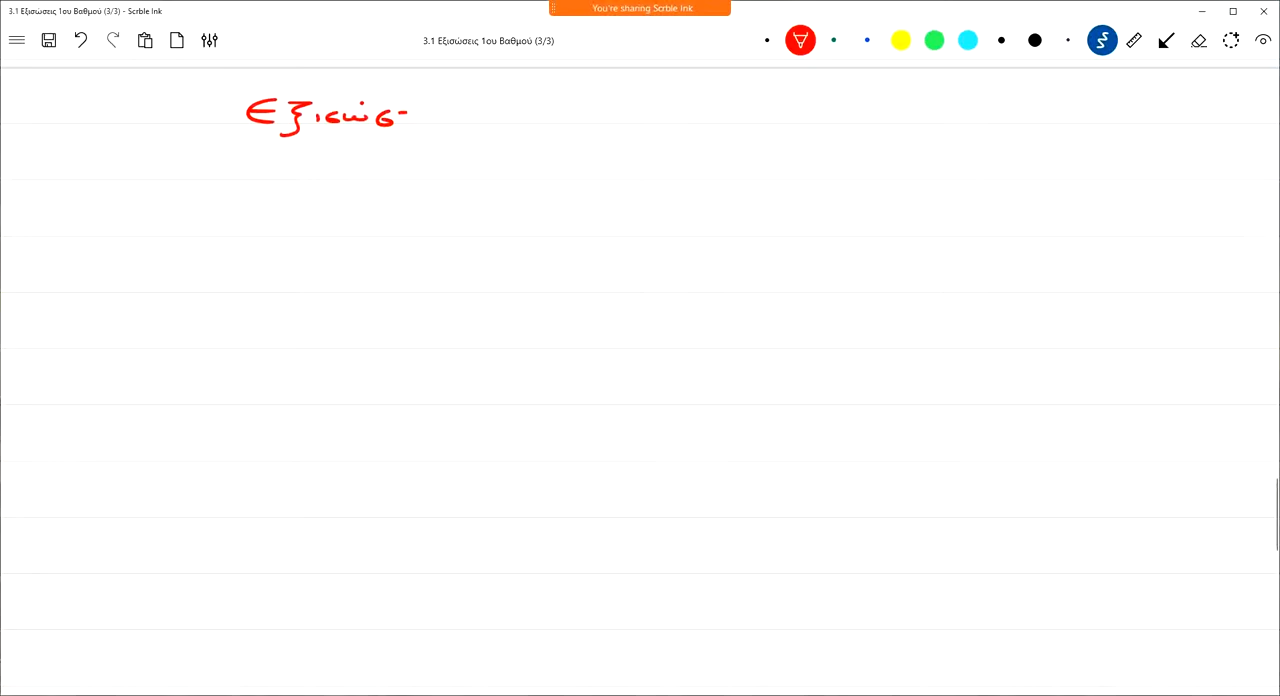 You're sharing Scrble Ink
3.1 Εξισώσεις 1ου Βαθμού (3/3) - Scrble Ink
3.1 Εξισώσεις 1ου Βαθμού (3/3)
Εξισώσ